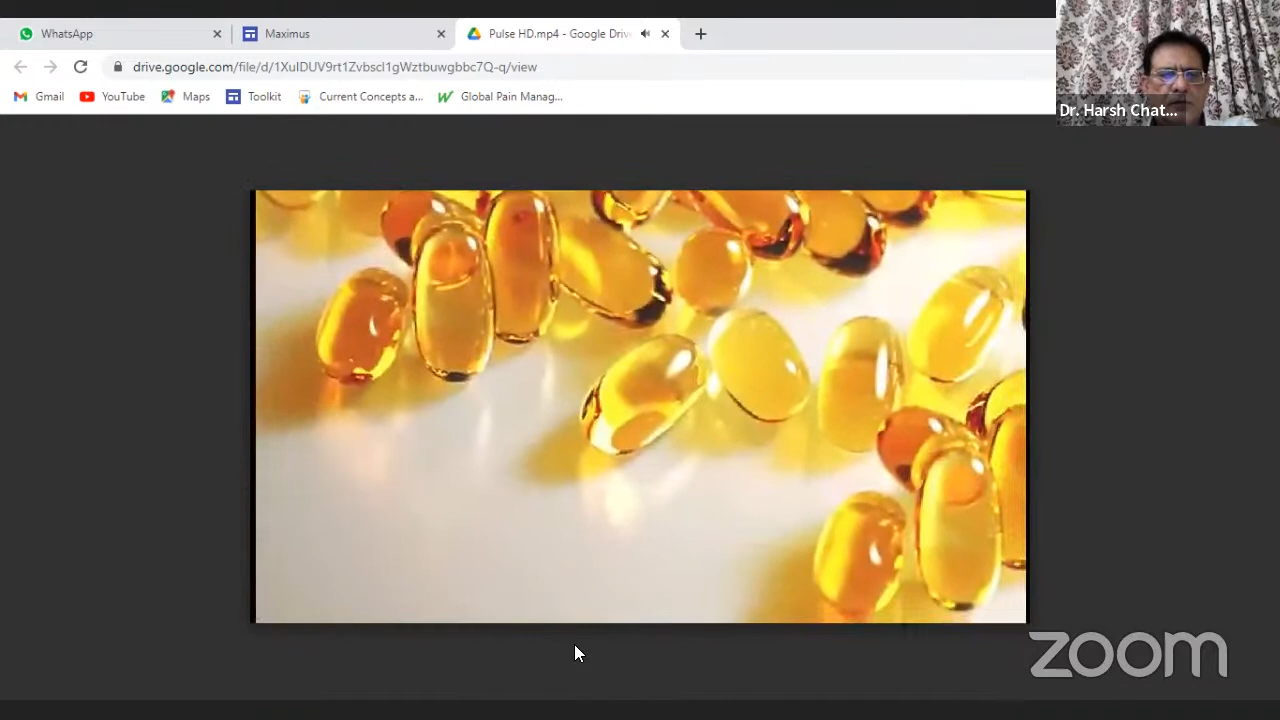 WhatsApp
Maximus
Pulse HD.mp4 - Google Drive
drive.google.com/file/d/1XuIDUV9rt1Zvbscl1gWztbuwgbbc7Q-q/view
Gmail
YouTube
Maps
Toolkit
Current Concepts a...
Global Pain Manag...
Dr. Harsh Chat...
zoom